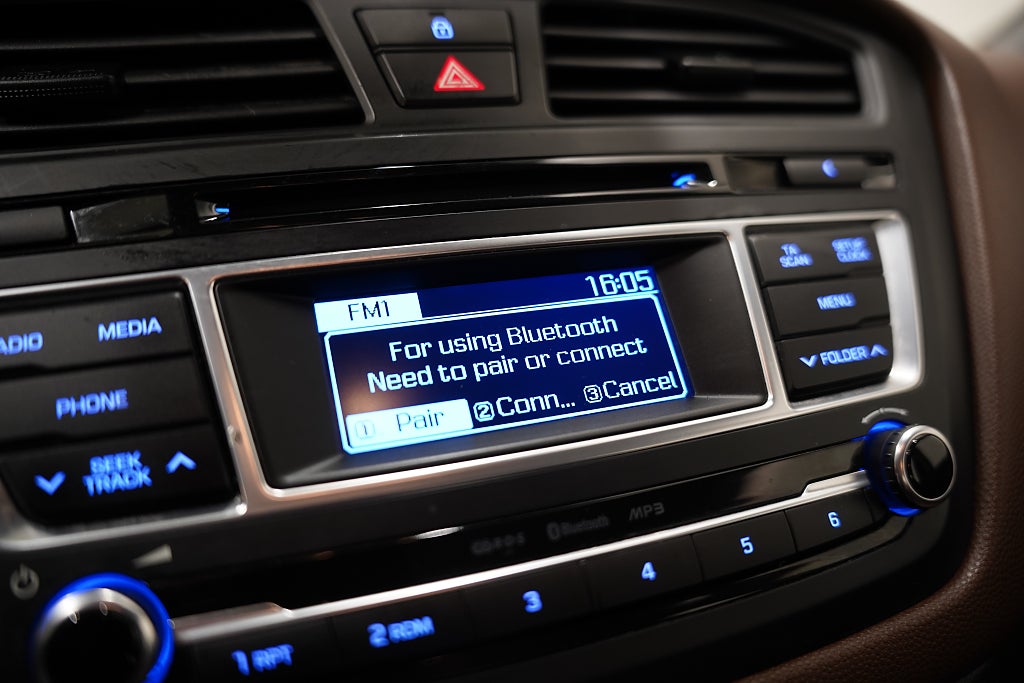 FM1
16:05
For using Bluetooth
Need to pair or connect
1 Pair
2 Conn...
3 Cancel
TA
SCAN
SETUP
CLOCK
MENU
FOLDER
ADIO
MEDIA
PHONE
SEEK
TRACK
Bluetooth
MP3
1 RPT
2 RDM
3
4
5
6